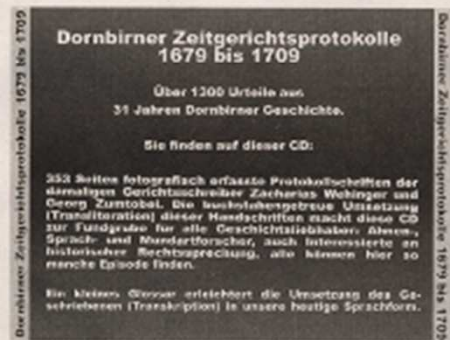 Dornbirner Zeitgerichtsprotokolle 1679 bis 1709
Dornbirner Zeitgerichtsprotokolle
1679 bis 1709
Über 1300 Urteile aus
31 Jahren Dornbirner Geschichte.
Sie finden auf dieser CD:
353 Seiten fotografisch erfasste Protokollschriften der
damaligen Gerichtsschreiber Zacharias Wehinger und
Georg Zumtobel. Die buchstabengetreue Umsetzung
(Transliteration) dieser Handschriften macht diese CD
zur Fundgrube für alle Geschichtsliebhaber: Ahnen-,
Sprach- und Mundartforscher, auch Interessierte an
historischer Rechtssprechung, alle können hier so
manche Episode finden.
Ein kleines Glossar erleichtert die Umsetzung des Ge-
schriebenen (Transkription) in unsere heutige Sprachform.
Dornbirner Zeitgerichtsprotokolle 1679 bis 1709